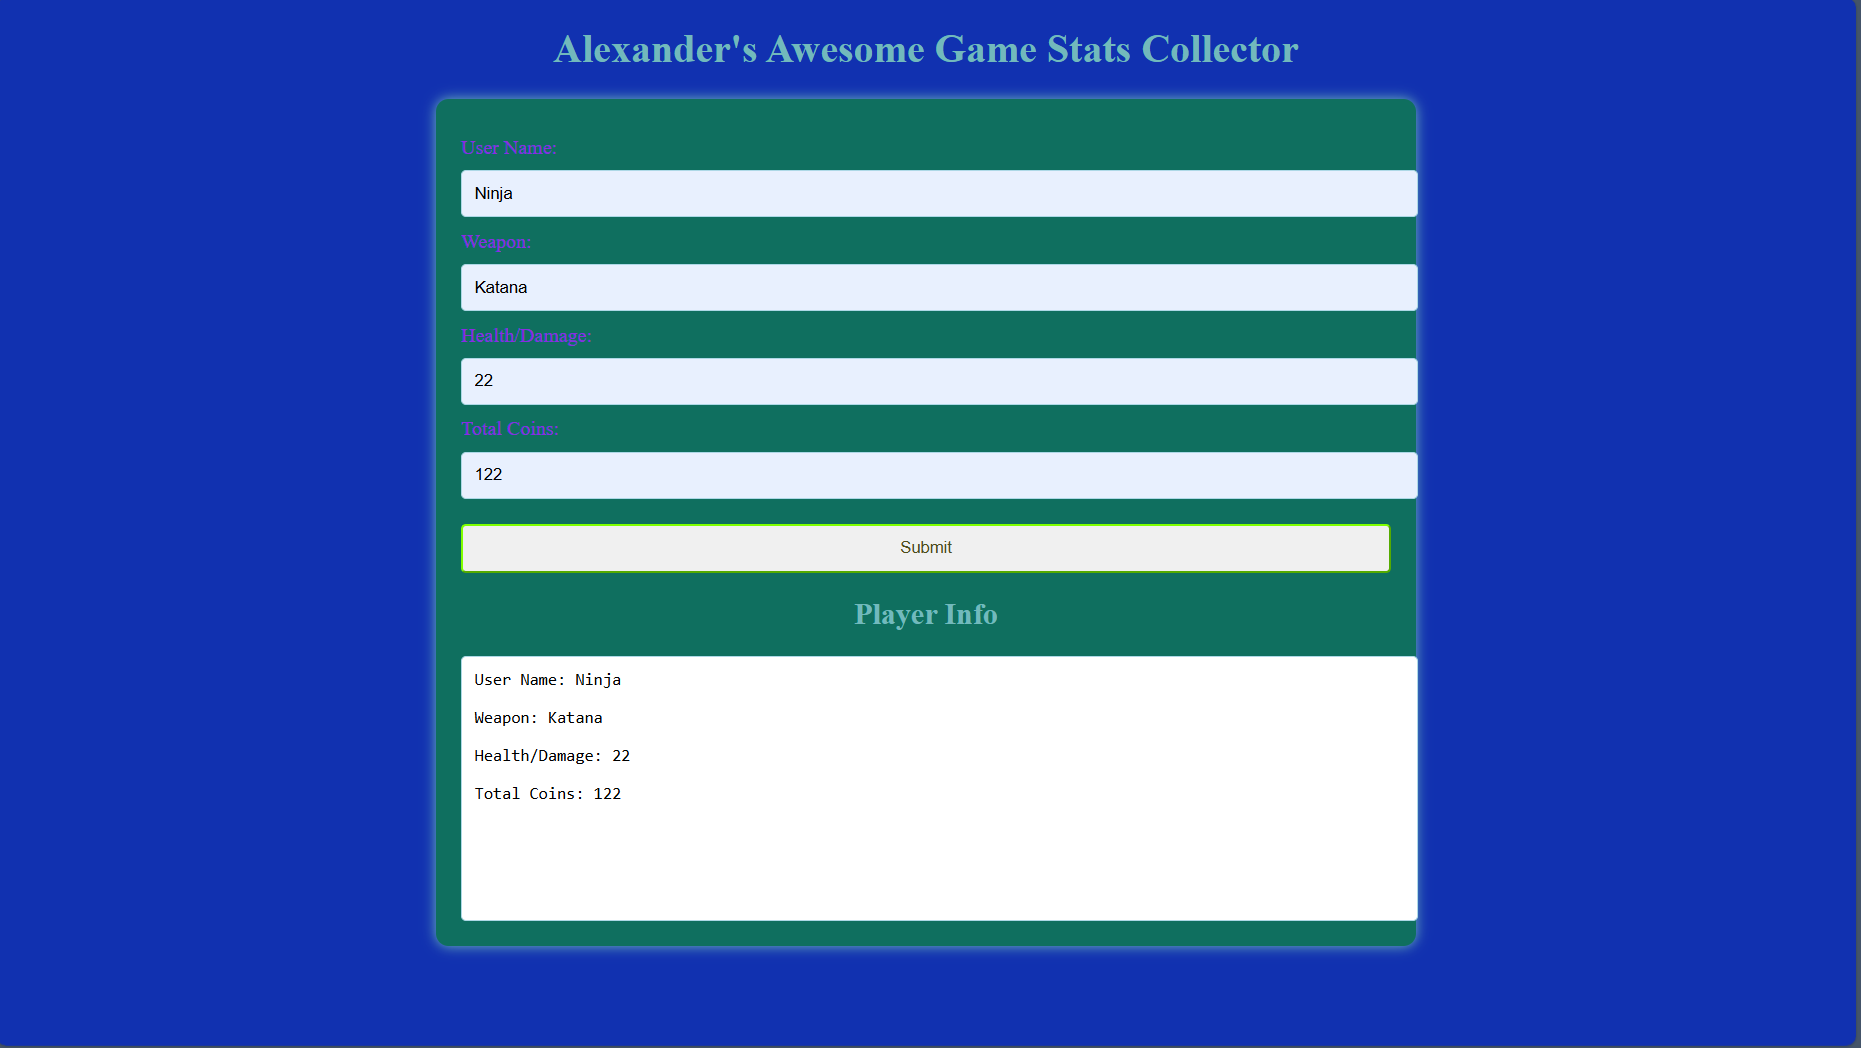 Alexander's Awesome Game Stats Collector
User Name:
Ninja
Weapon:
Katana
Health/Damage:
22
Total Coins:
122
Submit
Player Info
User Name: Ninja
Weapon: Katana
Health/Damage: 22
Total Coins: 122